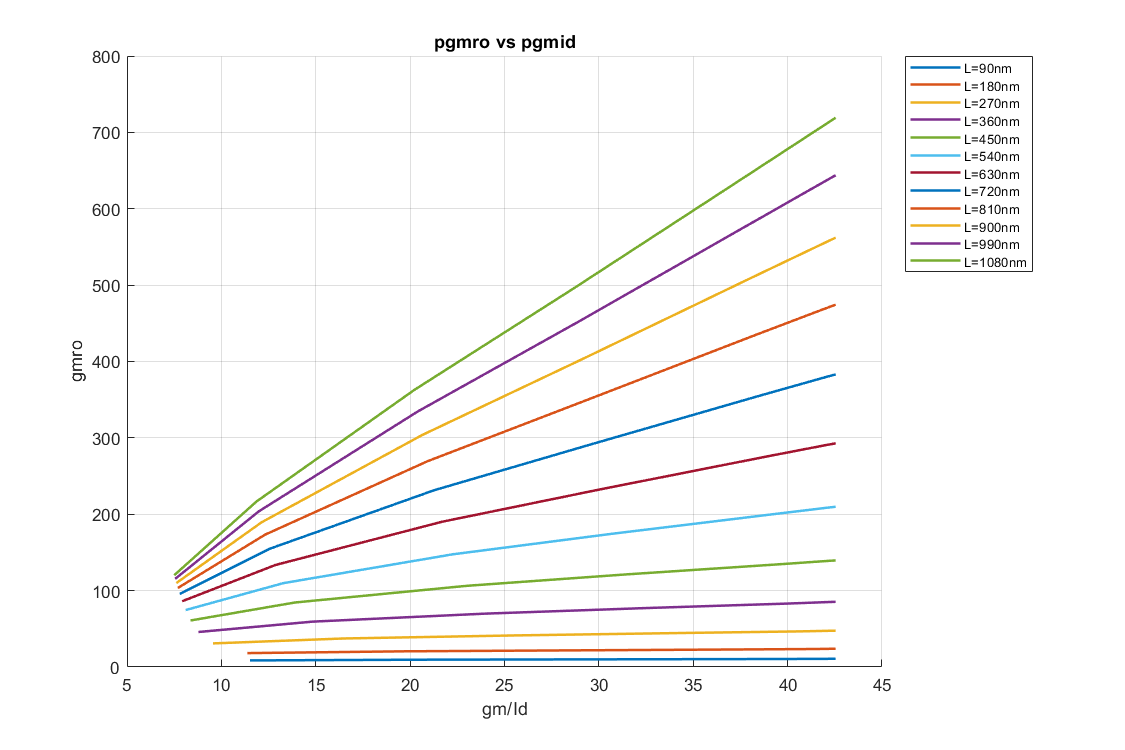 pgmro vs pgmid
800
700
600
500
400
300
200
100
0
gmro
5
10
15
20
25
30
35
40
45
gm/Id
L=90nm
L=180nm
L=270nm
L=360nm
L=450nm
L=540nm
L=630nm
L=720nm
L=810nm
L=900nm
L=990nm
L=1080nm